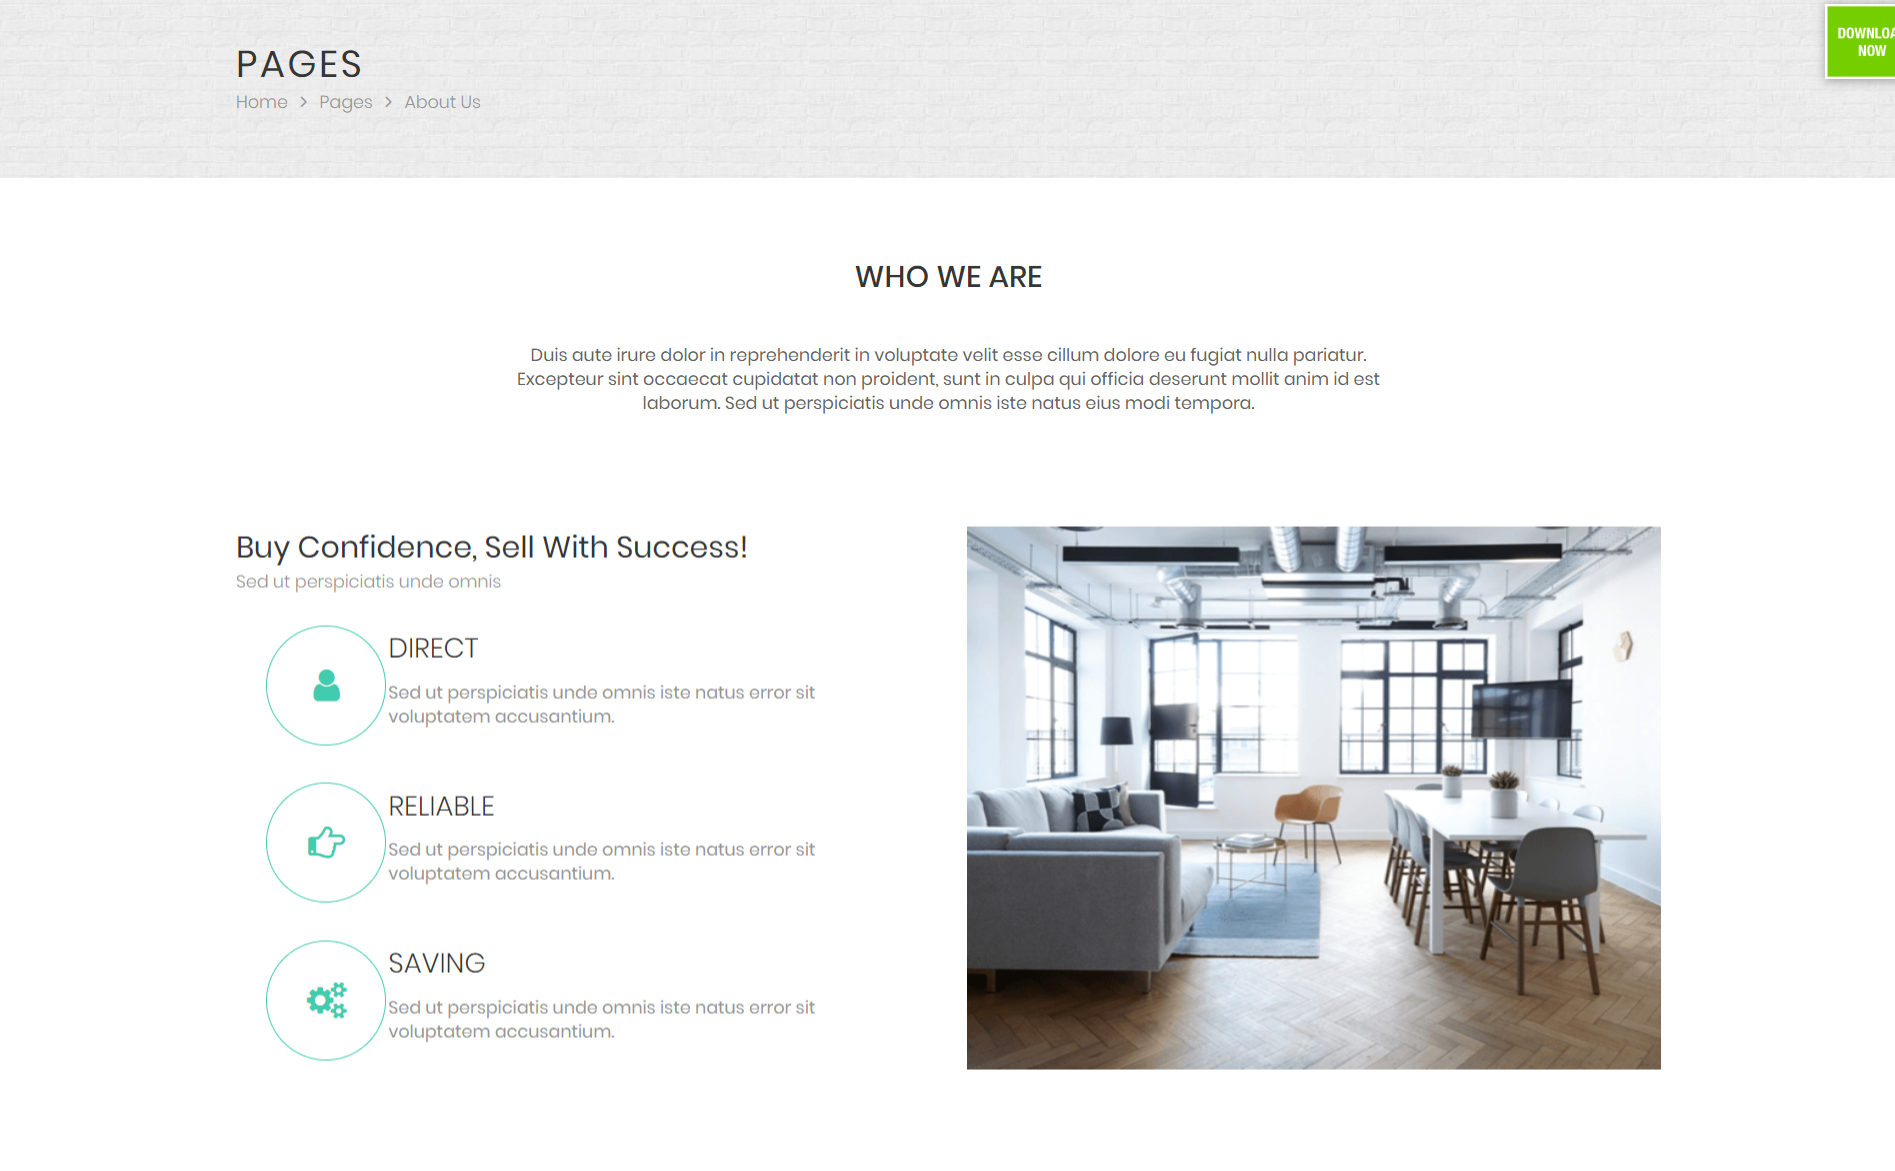 PAGES
Home > Pages > About Us
NOW
WHO WE ARE
Duis aute irure dolor in reprehenderit in voluptate velit esse cillum dolore eu fugiat nulla pariatur.
Excepteur sint occaecat cupidatat non proident, sunt in culpa qui officia deserunt mollit anim id est
laborum. Sed ut perspiciatis unde omnis iste natus eius modi tempora.
Buy Confidence, Sell With Success!
Sed ut perspiciatis unde omnis
DIRECT
Sed ut perspiciatis unde omnis iste natus error sit
voluptatem accusantium.
RELIABLE
Sed ut perspiciatis unde omnis iste natus error sit
voluptatem accusantium.
SAVING
Sed ut perspiciatis unde omnis iste natus error sit
voluptatem accusantium.